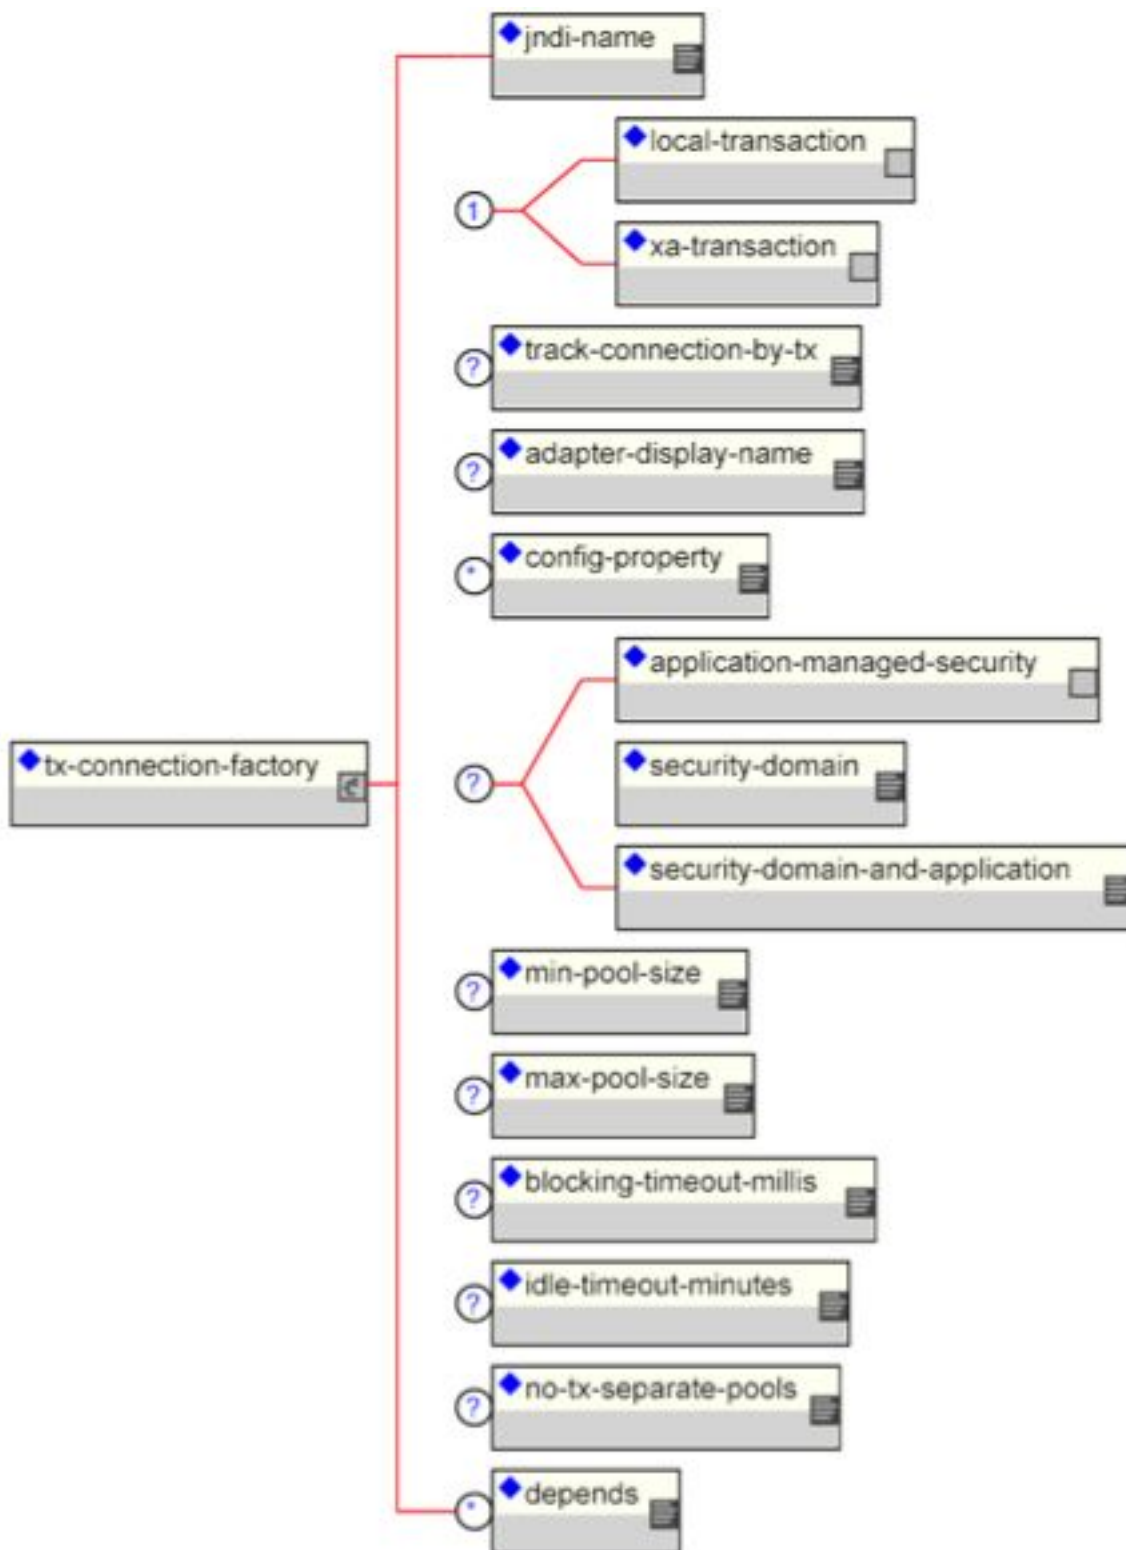 jndi-name
local-transaction
1
xa-transaction
track-connection-by-tx
?
adapter-display-name
?
config-property
*
application-managed-security
tx-connection-factory
?
security-domain
security-domain-and-application
min-pool-size
?
max-pool-size
?
blocking-timeout-millis
?
idle-timeout-minutes
?
no-tx-separate-pools
?
depends
*